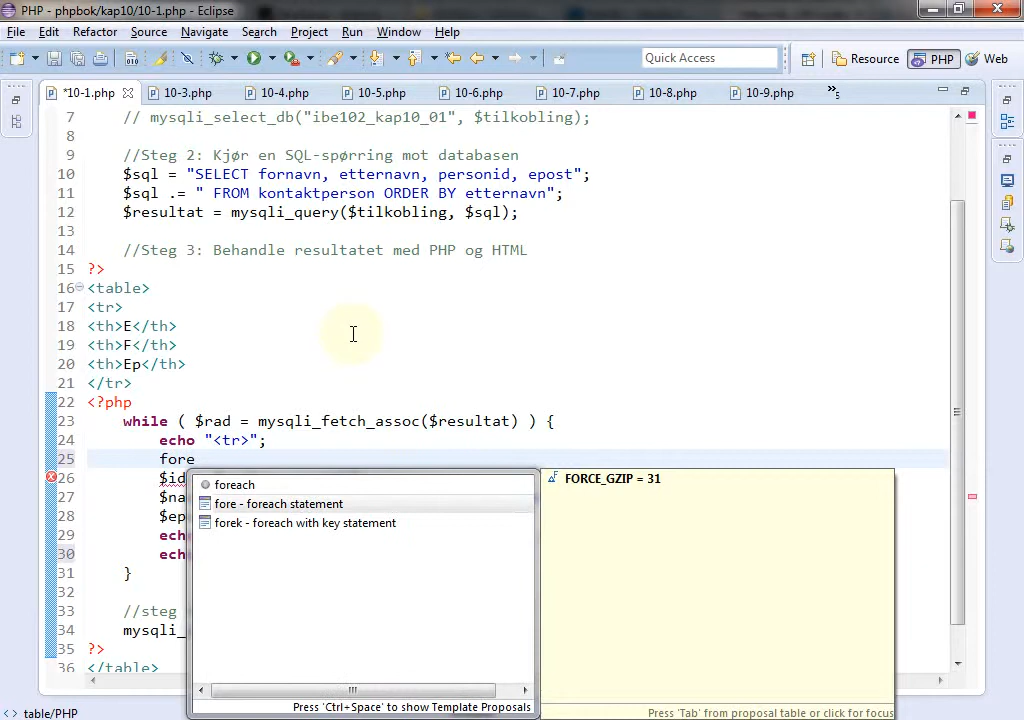 PHP - phpbok/kap10/10-1.php - Eclipse
File Edit Refactor Source Navigate Search Project Run Window Help
Quick Access Resource PHP Web
*10-1.php 10-3.php 10-4.php 10-5.php 10-6.php 10-7.php 10-8.php 10-9.php »5
7 // mysqli_select_db("ibe102_kap10_01", $tilkobling);
8
9 //Steg 2: Kjør en SQL-spørring mot databasen
10 $sql = "SELECT fornavn, etternavn, personid, epost";
11 $sql .= " FROM kontaktperson ORDER BY etternavn";
12 $resultat = mysqli_query($tilkobling, $sql);
13
14 //Steg 3: Behandle resultatet med PHP og HTML
15 ?>
16 <table>
17 <tr>
18 <th>E</th>
19 <th>F</th>
20 <th>Ep</th>
21 </tr>
22 <?php
23 while ( $rad = mysqli_fetch_assoc($resultat) ) {
24 echo "<tr>";
25 fore
26 $id
27 $na
28 $ep
29 ech
30 ech
31 }
32
33 //steg
34 mysqli_
35 ?>
36 </table>
foreach
fore - foreach statement
forek - foreach with key statement
Press 'Ctrl+Space' to show Template Proposals
FORCE_GZIP = 31
Press 'Tab' from proposal table or click for focus
<> table/PHP